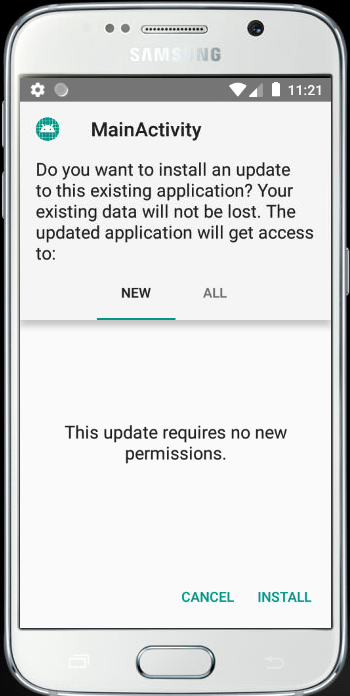 SAMSUNG
11:21
MainActivity
Do you want to install an update
to this existing application? Your
existing data will not be lost. The
updated application will get access
to:
NEW ALL
This update requires no new
permissions.
CANCEL INSTALL